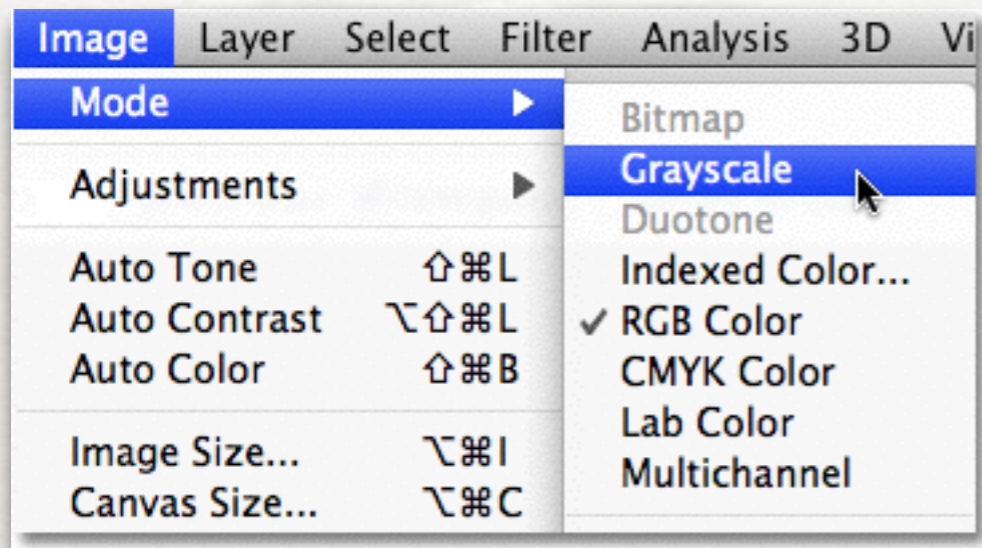 Image Layer Select Filter Analysis 3D Vi
Mode ▶
Adjustments ▶
Auto Tone ⇧⌘L
Auto Contrast ⌥⇧⌘L
Auto Color ⇧⌘B
Image Size... ⌥⌘I
Canvas Size... ⌥⌘C
Bitmap
Grayscale
Duotone
Indexed Color...
✓ RGB Color
CMYK Color
Lab Color
Multichannel